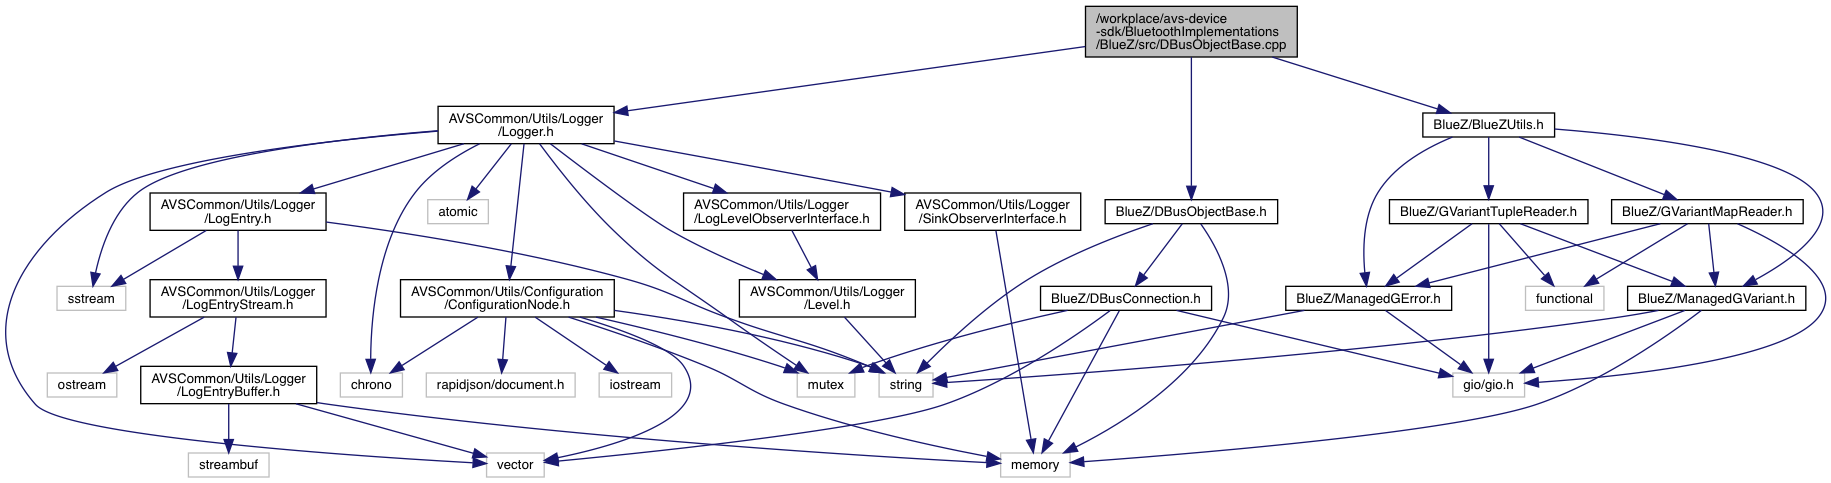 /workplace/avs-device
-sdk/BluetoothImplementations
/BlueZ/src/DBusObjectBase.cpp
AVSCommon/Utils/Logger
/Logger.h
BlueZ/BlueZUtils.h
AVSCommon/Utils/Logger
/LogEntry.h
atomic
AVSCommon/Utils/Logger
/LogLevelObserverInterface.h
AVSCommon/Utils/Logger
/SinkObserverInterface.h
BlueZ/DBusObjectBase.h
BlueZ/GVariantTupleReader.h
BlueZ/GVariantMapReader.h
sstream
AVSCommon/Utils/Logger
/LogEntryStream.h
AVSCommon/Utils/Configuration
/ConfigurationNode.h
AVSCommon/Utils/Logger
/Level.h
BlueZ/DBusConnection.h
BlueZ/ManagedGError.h
functional
BlueZ/ManagedGVariant.h
ostream
AVSCommon/Utils/Logger
/LogEntryBuffer.h
chrono
rapidjson/document.h
iostream
mutex
string
gio/gio.h
streambuf
vector
memory